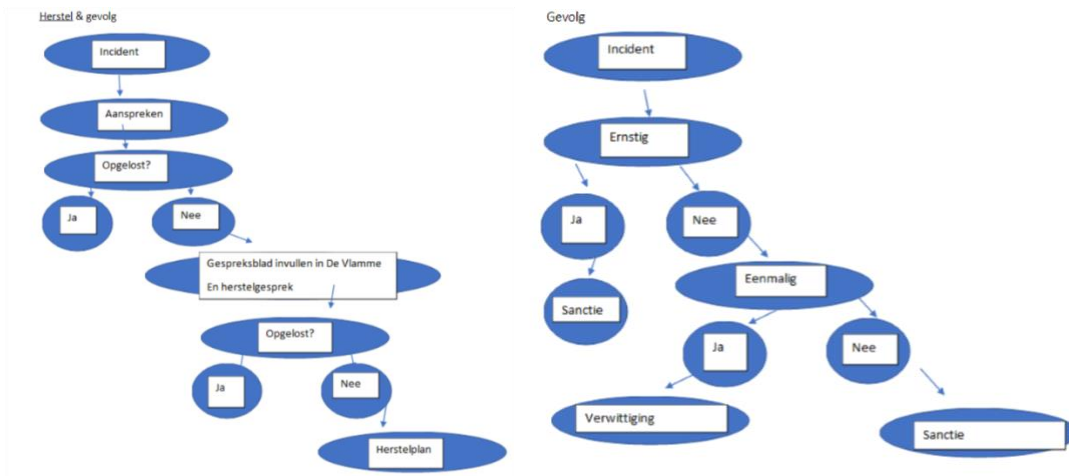 Herstel & gevolg
Incident
Aanspreken
Opgelost?
Ja
Nee
Gespreksblad invullen in De Vlamme
En herstelgesprek
Opgelost?
Ja
Nee
Herstelplan
Gevolg
Incident
Ernstig
Ja
Nee
Sanctie
Eenmalig
Ja
Nee
Verwittiging
Sanctie